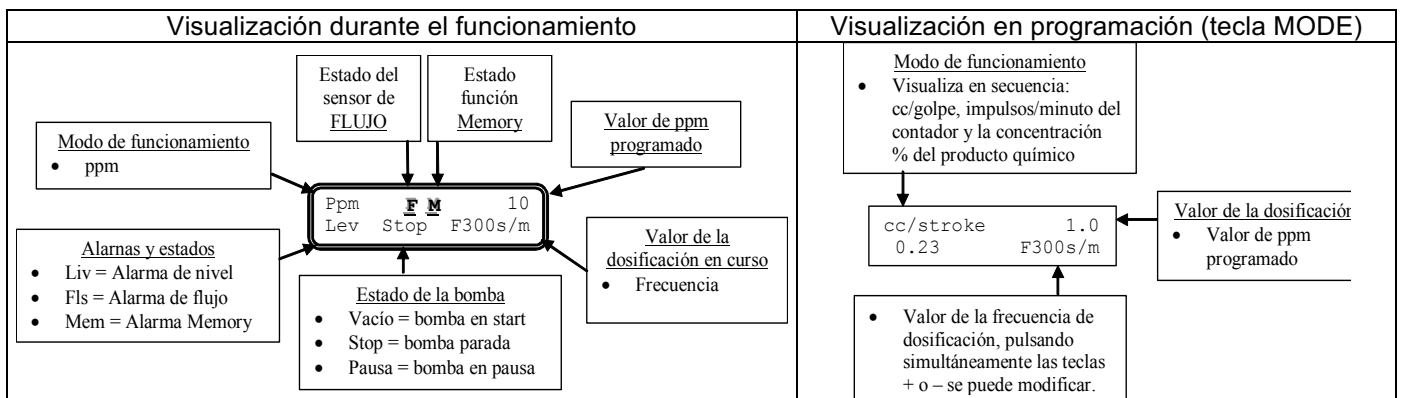 Visualización durante el funcionamiento
Estado del
sensor de
FLUJO
Estado
función
Memory
Modo de funcionamiento
• ppm
Valor de ppm
programado
Ppm F M 10
Lev Stop F300s/m
Alarnas y estados
• Liv = Alarma de nivel
• Fls = Alarma de flujo
• Mem = Alarma Memory
Estado de la bomba
• Vacío = bomba en start
• Stop = bomba parada
• Pausa = bomba en pausa
Valor de la
dosificación en curso
• Frecuencia
Visualización en programación (tecla MODE)
Modo de funcionamiento
• Visualiza en secuencia:
cc/golpe, impulsos/minuto del
contador y la concentración
% del producto químico
cc/stroke 1.0
0.23 F300s/m
Valor de la dosificación
• Valor de ppm
programado
• Valor de la frecuencia de
dosificación, pulsando
simultáneamente las teclas
+ o – se puede modificar.